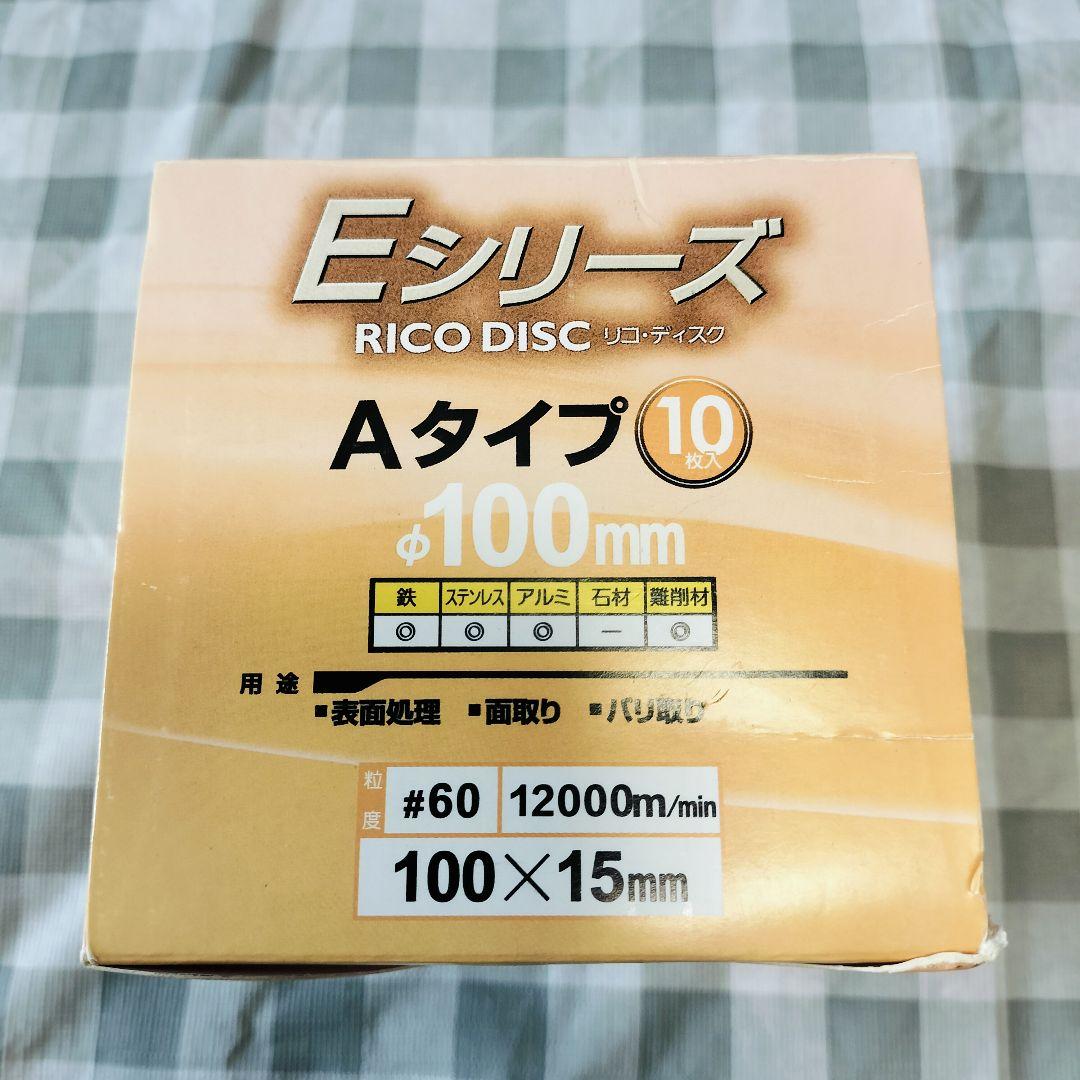 Eシリーズ
RICO DISC リコ・ディスク
Aタイプ 10枚入
φ100mm
鉄 ステンレス アルミ 石材 難削材
◎ ◎ ◎ － ◎
用途
■表面処理 ■面取り ■バリ取り
粒度 #60 12000m/min
100×15mm